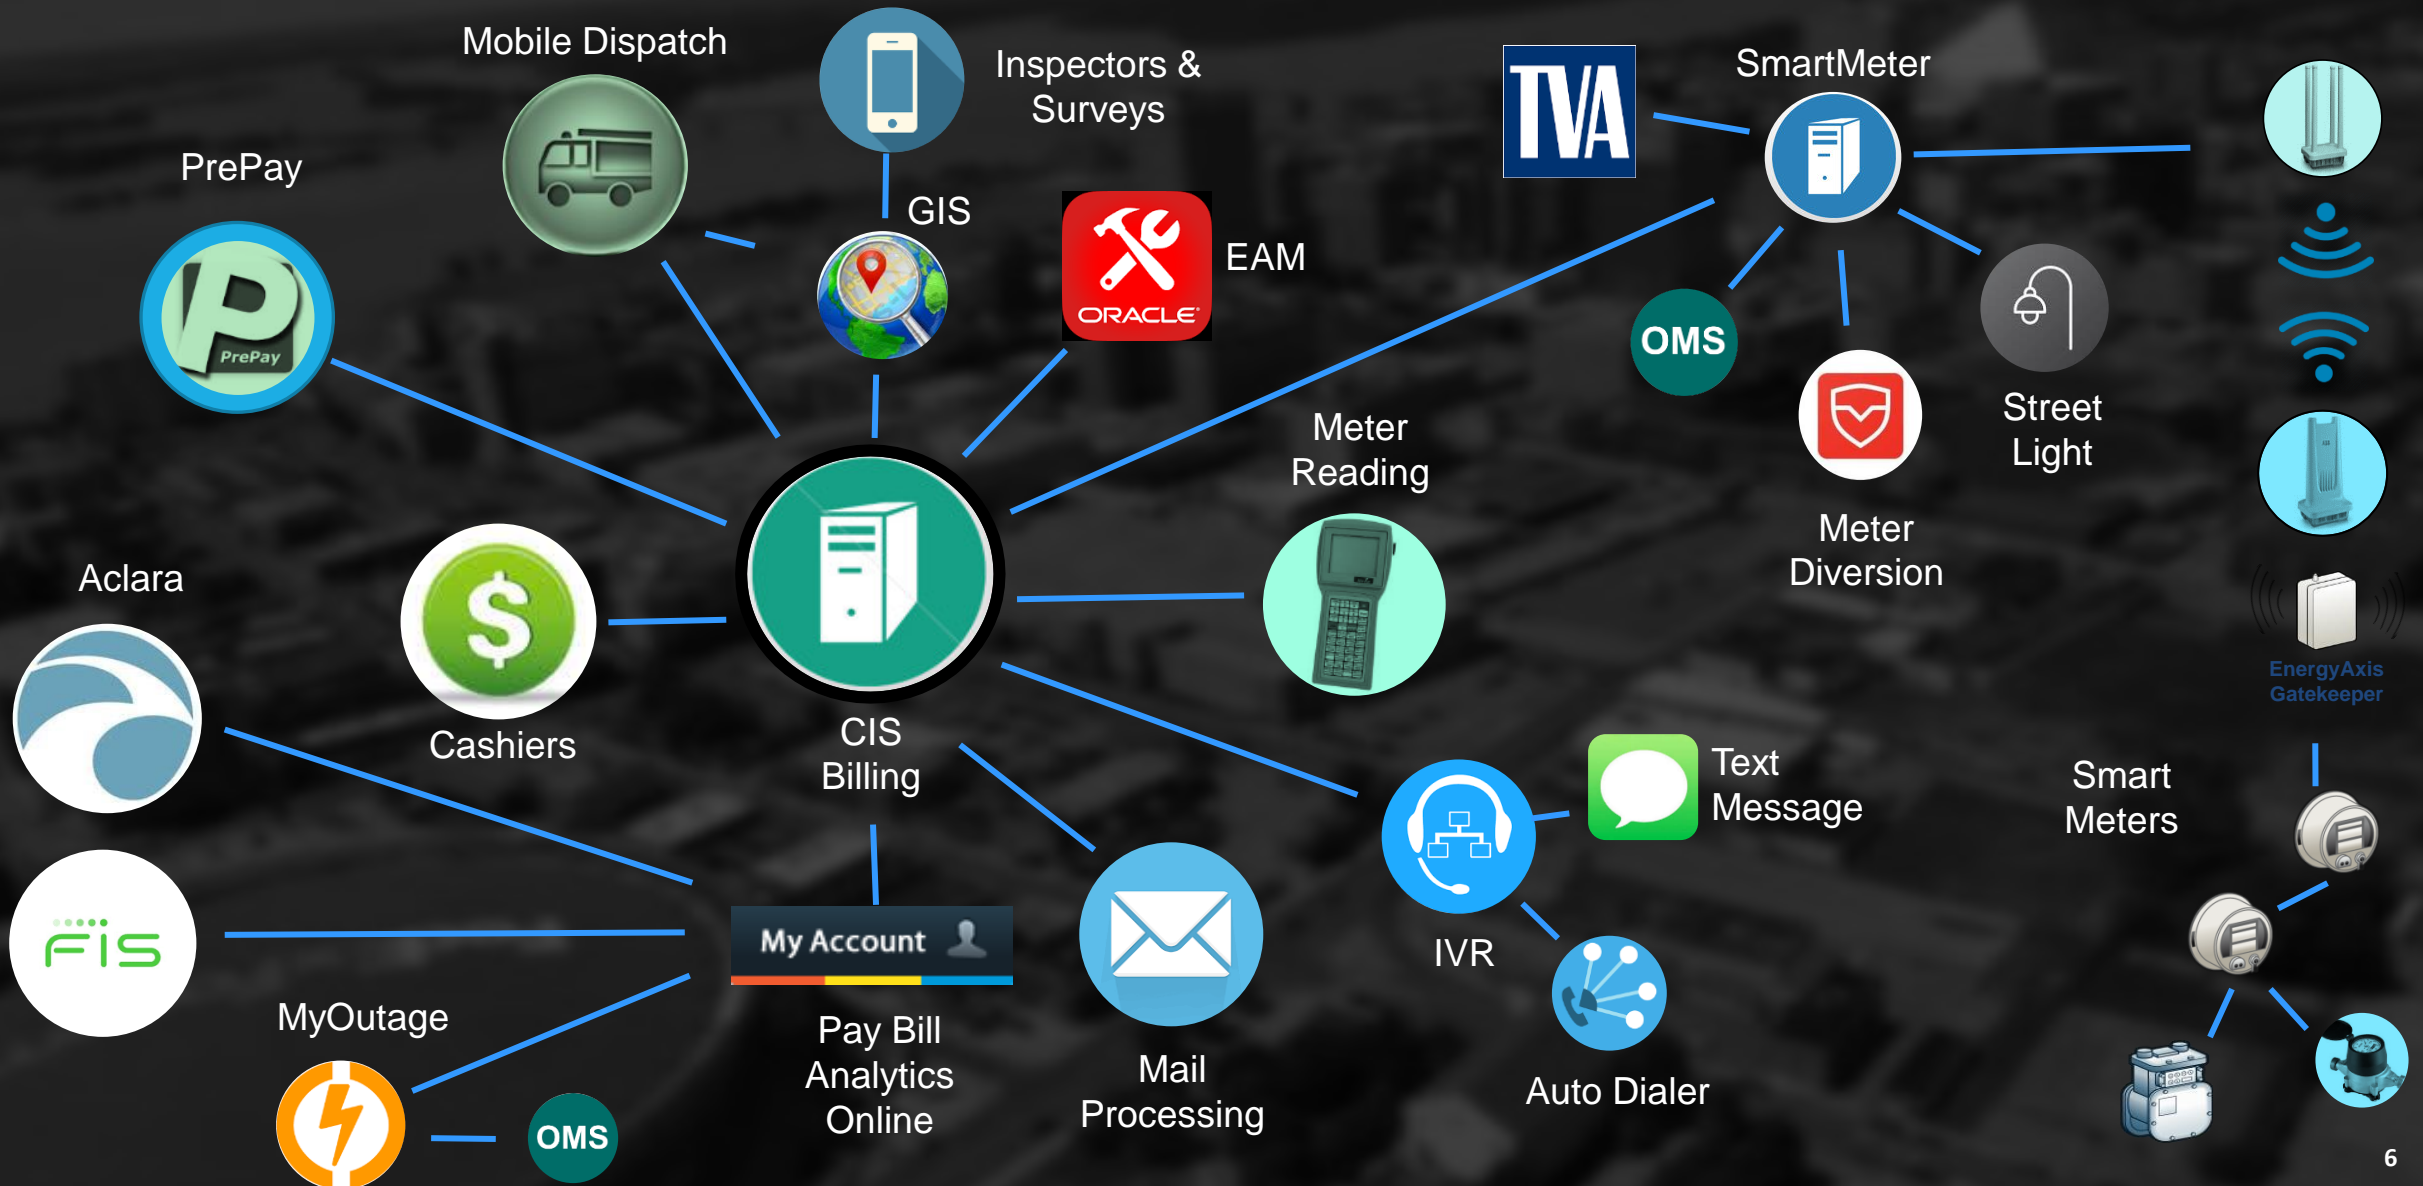 Mobile Dispatch
Inspectors &
Surveys
TVA
SmartMeter
PrePay
GIS
EAM
ORACLE
PrePay
OMS
Street
Light
Meter
Reading
Meter
Diversion
Aclara
EnergyAxis
Gatekeeper
Cashiers
CIS
Billing
Text
Message
Smart
Meters
FIS
My Account
IVR
MyOutage
Pay Bill
Analytics
Online
Mail
Processing
Auto Dialer
OMS
6